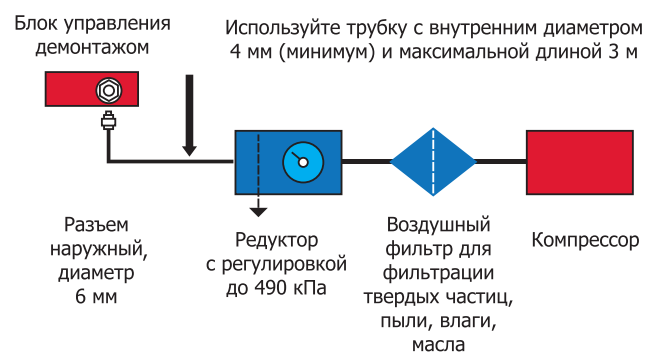 Блок управления
демонтажом
Используйте трубку с внутренним диаметром
4 мм (минимум) и максимальной длиной 3 м
Разъем
наружный,
диаметр
6 мм
Редуктор
с регулировкой
до 490 кПа
Воздушный
фильтр для
фильтрации
твердых частиц,
пыли, влаги,
масла
Компрессор